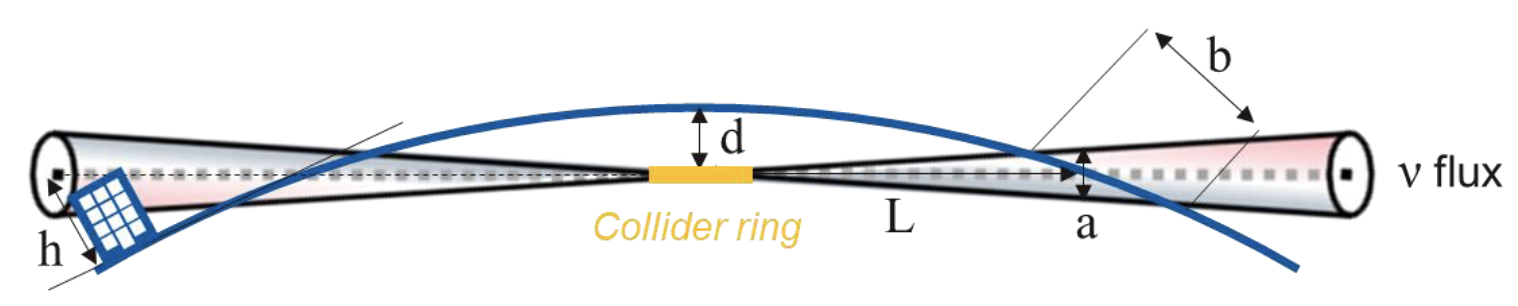 b
d
ν flux
L
a
h
Collider ring